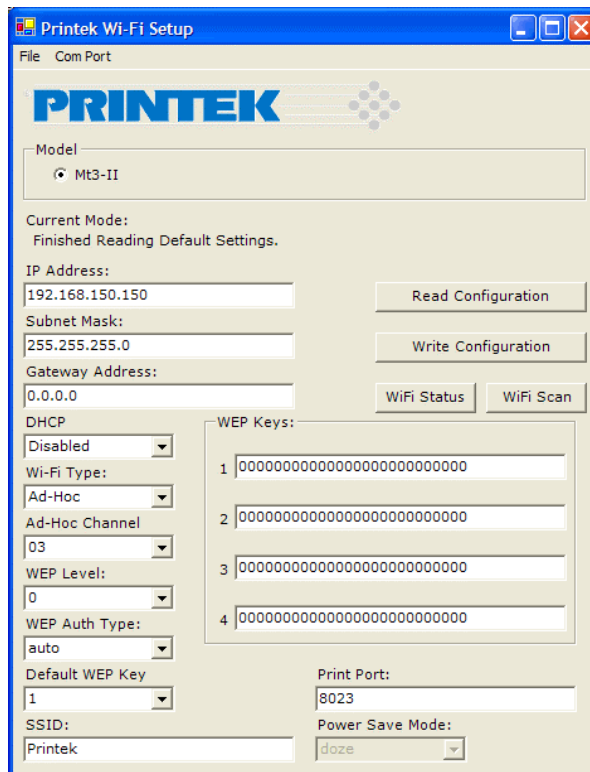 Printek Wi-Fi Setup
File Com Port
PRINTEK
Model
Mt3-II
Current Mode:
Finished Reading Default Settings.
IP Address:
192.168.150.150
Read Configuration
Subnet Mask:
255.255.255.0
Write Configuration
Gateway Address:
0.0.0.0
WiFi Status WiFi Scan
DHCP
Disabled
Wi-Fi Type:
Ad-Hoc
Ad-Hoc Channel
03
WEP Level:
0
WEP Auth Type:
auto
Default WEP Key
1
SSID:
Printek
WEP Keys:
1 00000000000000000000000000
2 00000000000000000000000000
3 00000000000000000000000000
4 00000000000000000000000000
Print Port:
8023
Power Save Mode:
doze